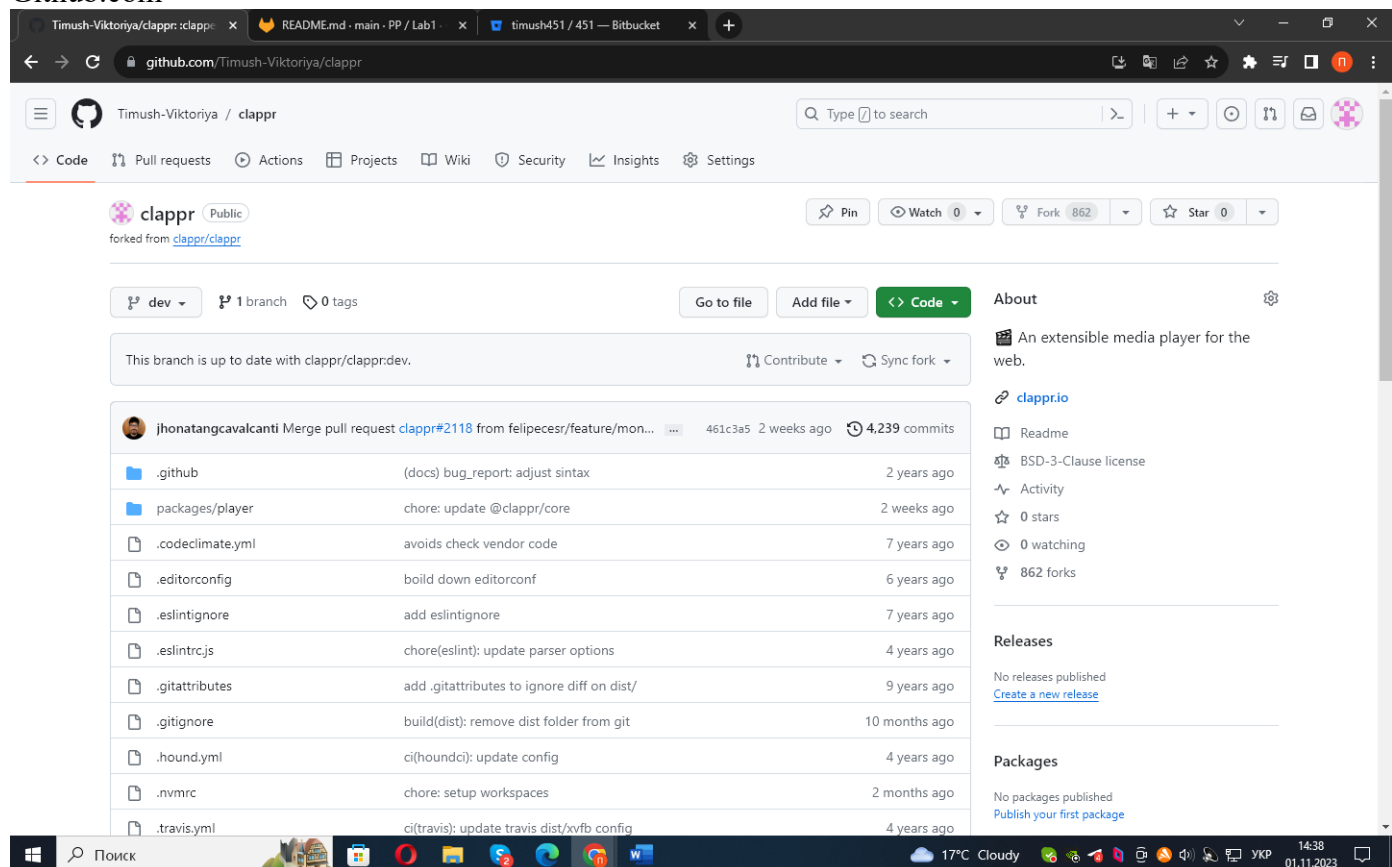 Timush-Viktoriya/clappr: :clappe
README.md · main · PP / Lab1 ·
timush451 / 451 — Bitbucket
github.com/Timush-Viktoriya/clappr
П
Timush-Viktoriya / clappr
Type / to search
Code Pull requests Actions Projects Wiki Security Insights Settings
clappr Public
Pin Watch 0 Fork 862 Star 0
forked from clappr/clappr
dev 1 branch 0 tags
Go to file Add file Code
This branch is up to date with clappr/clappr:dev.
Contribute Sync fork
jhonatangcavalcanti Merge pull request clappr#2118 from felipecesr/feature/mon... ... 461c3a5 2 weeks ago 4,239 commits
.github (docs) bug_report: adjust sintax 2 years ago
packages/player chore: update @clappr/core 2 weeks ago
.codeclimate.yml avoids check vendor code 7 years ago
.editorconfig boild down editorconf 6 years ago
.eslintignore add eslintignore 7 years ago
.eslintrc.js chore(eslint): update parser options 4 years ago
.gitattributes add .gitattributes to ignore diff on dist/ 9 years ago
.gitignore build(dist): remove dist folder from git 10 months ago
.hound.yml ci(houndci): update config 4 years ago
.nvmrc chore: setup workspaces 2 months ago
.travis.yml ci(travis): update travis dist/xvfb config 4 years ago
About
An extensible media player for the
web.
clappr.io
Readme
BSD-3-Clause license
Activity
0 stars
0 watching
862 forks
Releases
No releases published
Create a new release
Packages
No packages published
Publish your first package
Поиск
17°C Cloudy
УКР
14:38
01.11.2023